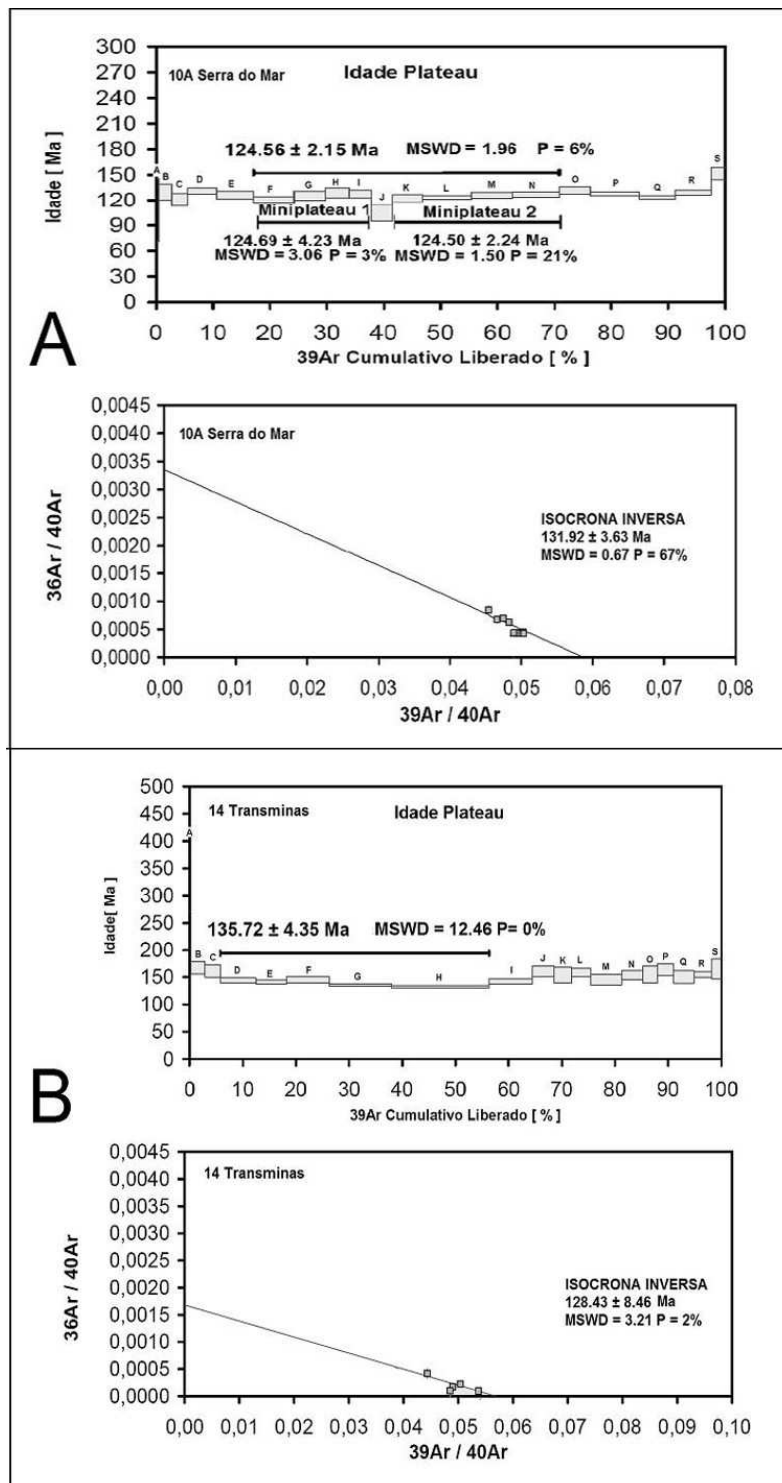 A
300
270
240
210
180
150
120
90
60
30
0
Idade [ Ma ]
10A Serra do Mar
Idade Plateau
124.56 ± 2.15 Ma MSWD = 1.96 P = 6%
A B C D E F G H I J K L M N O P Q R S
Miniplateau 1 Miniplateau 2
124.69 ± 4.23 Ma 124.50 ± 2.24 Ma
MSWD = 3.06 P = 3% MSWD = 1.50 P = 21%
0 10 20 30 40 50 60 70 80 90 100
39Ar Cumulativo Liberado [ % ]
0,0045
0,0040
0,0035
0,0030
0,0025
0,0020
0,0015
0,0010
0,0005
0,0000
36Ar / 40Ar
10A Serra do Mar
ISOCRONA INVERSA
131.92 ± 3.63 Ma
MSWD = 0.67 P = 67%
0,00 0,01 0,02 0,03 0,04 0,05 0,06 0,07 0,08
39Ar / 40Ar
B
500
450
400
350
300
250
200
150
100
50
0
Idade[ Ma ]
14 Transminas
Idade Plateau
135.72 ± 4.35 Ma MSWD = 12.46 P= 0%
A B C D E F G H I J K L M N O P Q R S
0 10 20 30 40 50 60 70 80 90 100
39Ar Cumulativo Liberado [ % ]
0,0045
0,0040
0,0035
0,0030
0,0025
0,0020
0,0015
0,0010
0,0005
0,0000
36Ar / 40Ar
14 Transminas
ISOCRONA INVERSA
128.43 ± 8.46 Ma
MSWD = 3.21 P = 2%
0,00 0,01 0,02 0,03 0,04 0,05 0,06 0,07 0,08 0,09 0,10
39Ar / 40Ar